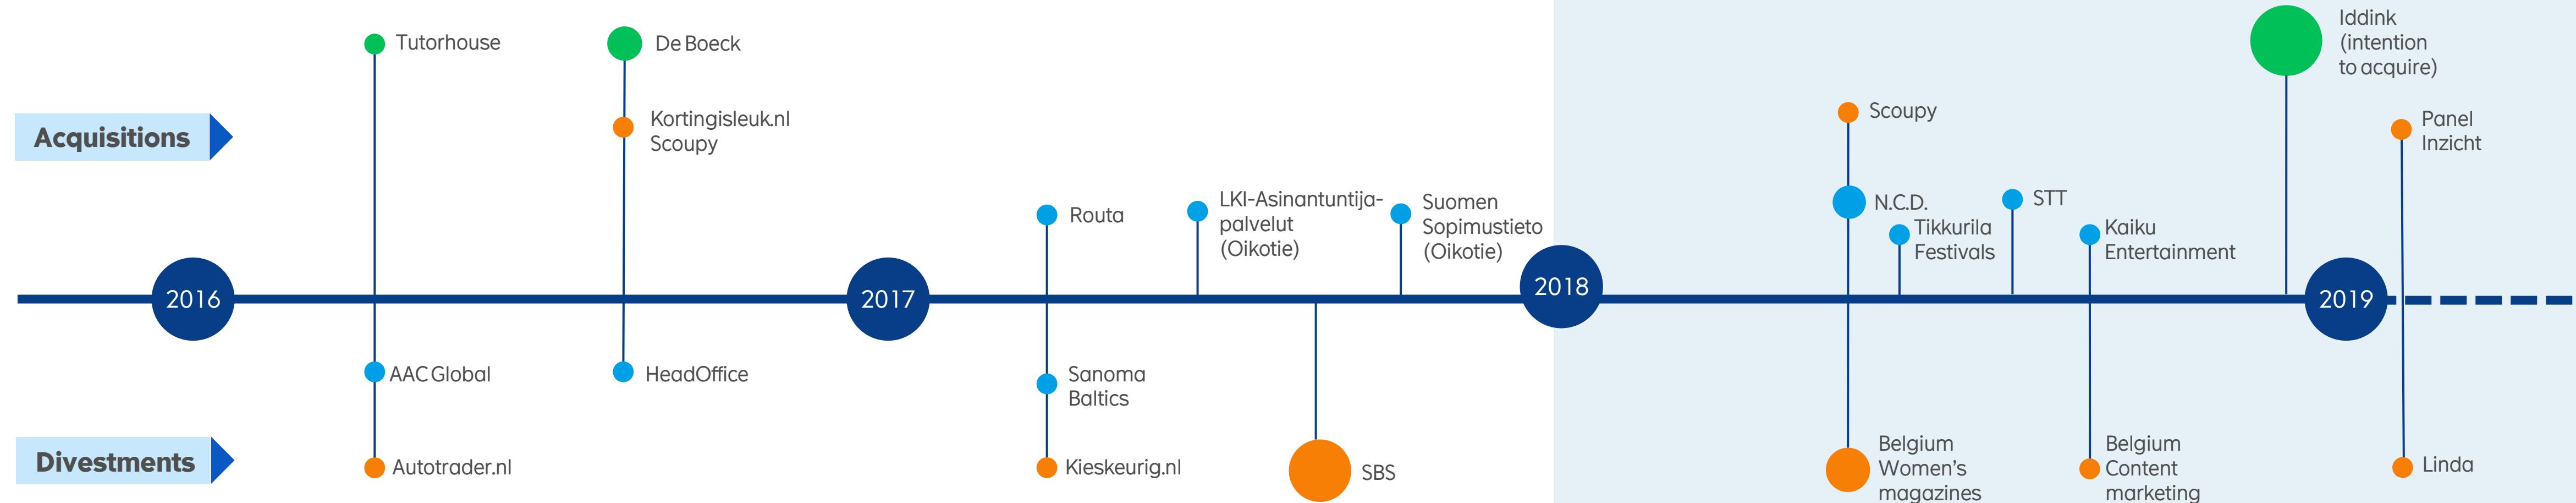 Tutorhouse
De Boeck
Iddink
(intention
to acquire)
Acquisitions
Kortingisleuk.nl
Scoupy
Scoupy
Panel
Inzicht
Routa
LKI-Asinantuntija-
palvelut
(Oikotie)
Suomen
Sopimustieto
(Oikotie)
N.C.D.
Tikkurila
Festivals
STT
Kaiku
Entertainment
2016
2017
2018
2019
AAC Global
HeadOffice
Sanoma
Baltics
Divestments
Autotrader.nl
Kieskeurig.nl
SBS
Belgium
Women's
magazines
Belgium
Content
marketing
Linda